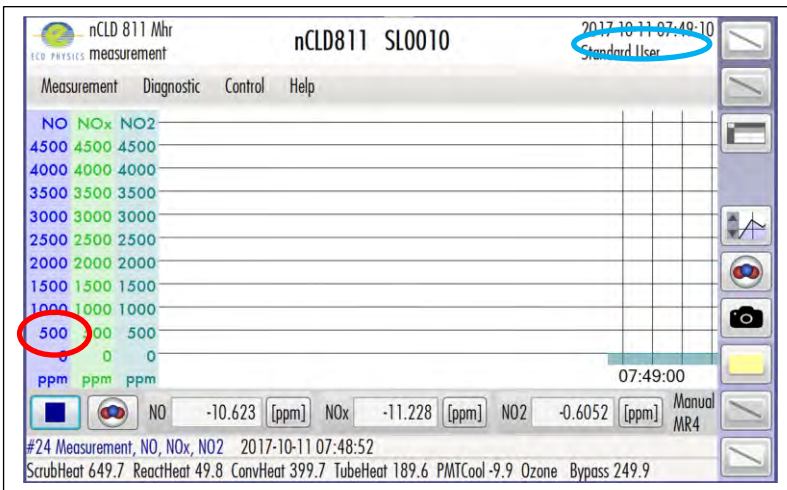 nCLD 811 Mhr
ECO PHYSICS measurement
nCLD811 SL0010
2017-10-11 07:49:10
Standard User
Measurement Diagnostic Control Help
NO NOx NO2
4500 4500 4500
4000 4000 4000
3500 3500 3500
3000 3000 3000
2500 2500 2500
2000 2000 2000
1500 1500 1500
1000 1000 1000
500 500 500
0 0 0
ppm ppm ppm
07:49:00
NO -10.623 [ppm] NOx -11.228 [ppm] NO2 -0.6052 [ppm] Manual
MR4
#24 Measurement, NO, NOx, NO2 2017-10-11 07:48:52
ScrubHeat 649.7 ReactHeat 49.8 ConvHeat 399.7 TubeHeat 189.6 PMTCool -9.9 Ozone Bypass 249.9